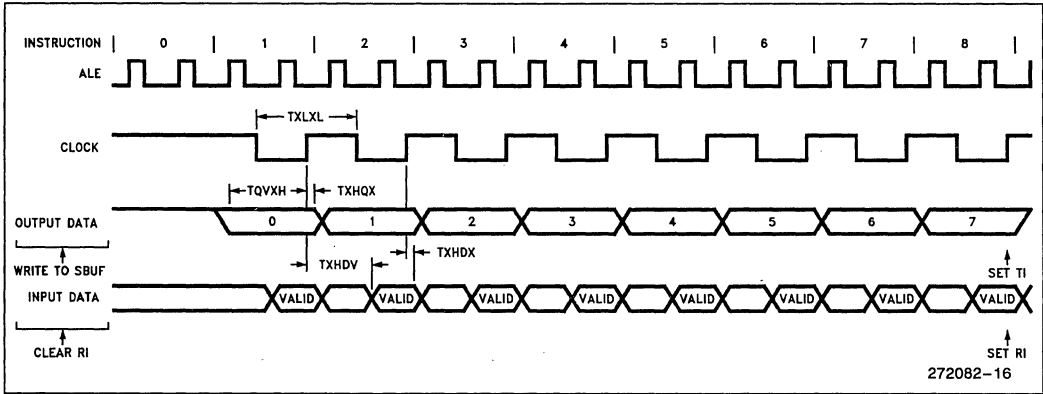 INSTRUCTION | 0 | 1 | 2 | 3 | 4 | 5 | 6 | 7 | 8 |
ALE
TXLXL
CLOCK
TQVXH TXHQX
OUTPUT DATA 0 1 2 3 4 5 6 7
TXHDV TXHDX
WRITE TO SBUF SET TI
INPUT DATA VALID VALID VALID VALID VALID VALID VALID VALID
CLEAR RI SET RI
272082-16